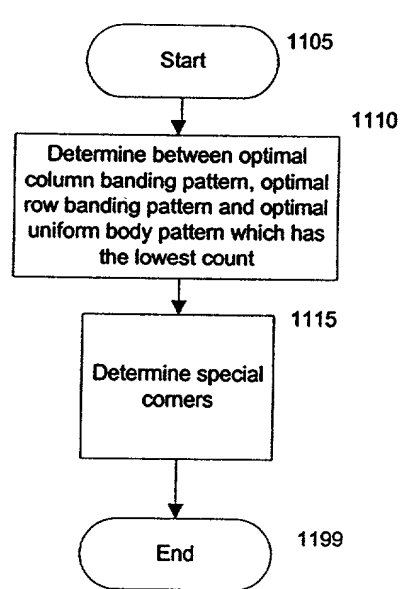 1105
Start
1110
Determine between optimal
column banding pattern, optimal
row banding pattern and optimal
uniform body pattern which has
the lowest count
1115
Determine special
corners
End
1199